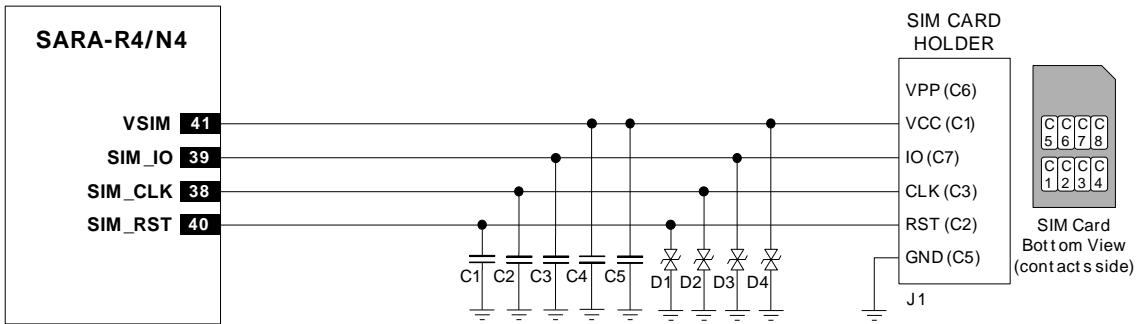 SARA-R4/N4
VSIM 41
SIM_IO 39
SIM_CLK 38
SIM_RST 40
C1 C2 C3 C4 C5 D1 D2 D3 D4
SIM CARD
HOLDER
VPP (C6)
VCC (C1)
IO (C7)
CLK (C3)
RST (C2)
GND (C5)
J1
C5 C6 C7 C8
C1 C2 C3 C4
SIM Card
Bottom View
(contacts side)